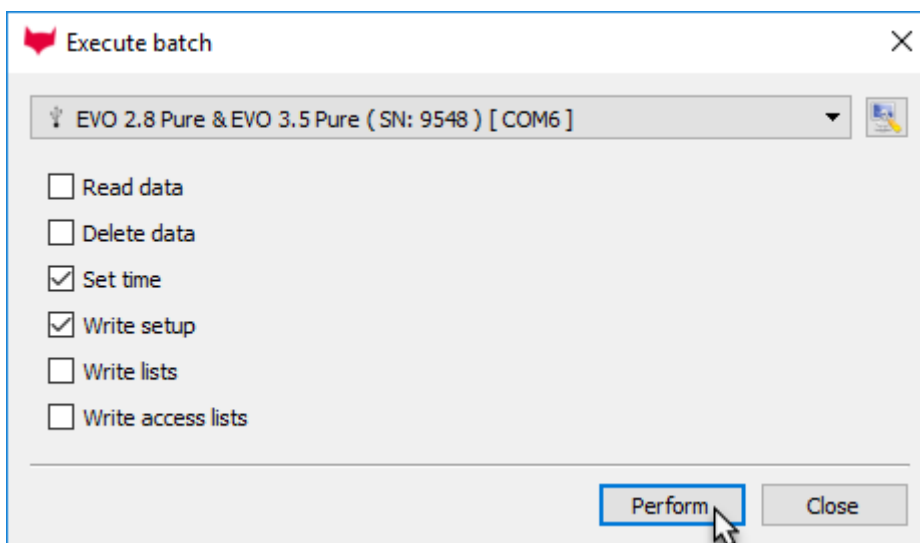 Execute batch
EVO 2.8 Pure & EVO 3.5 Pure ( SN: 9548 ) [ COM6 ]
Read data
Delete data
Set time
Write setup
Write lists
Write access lists
Perform Close